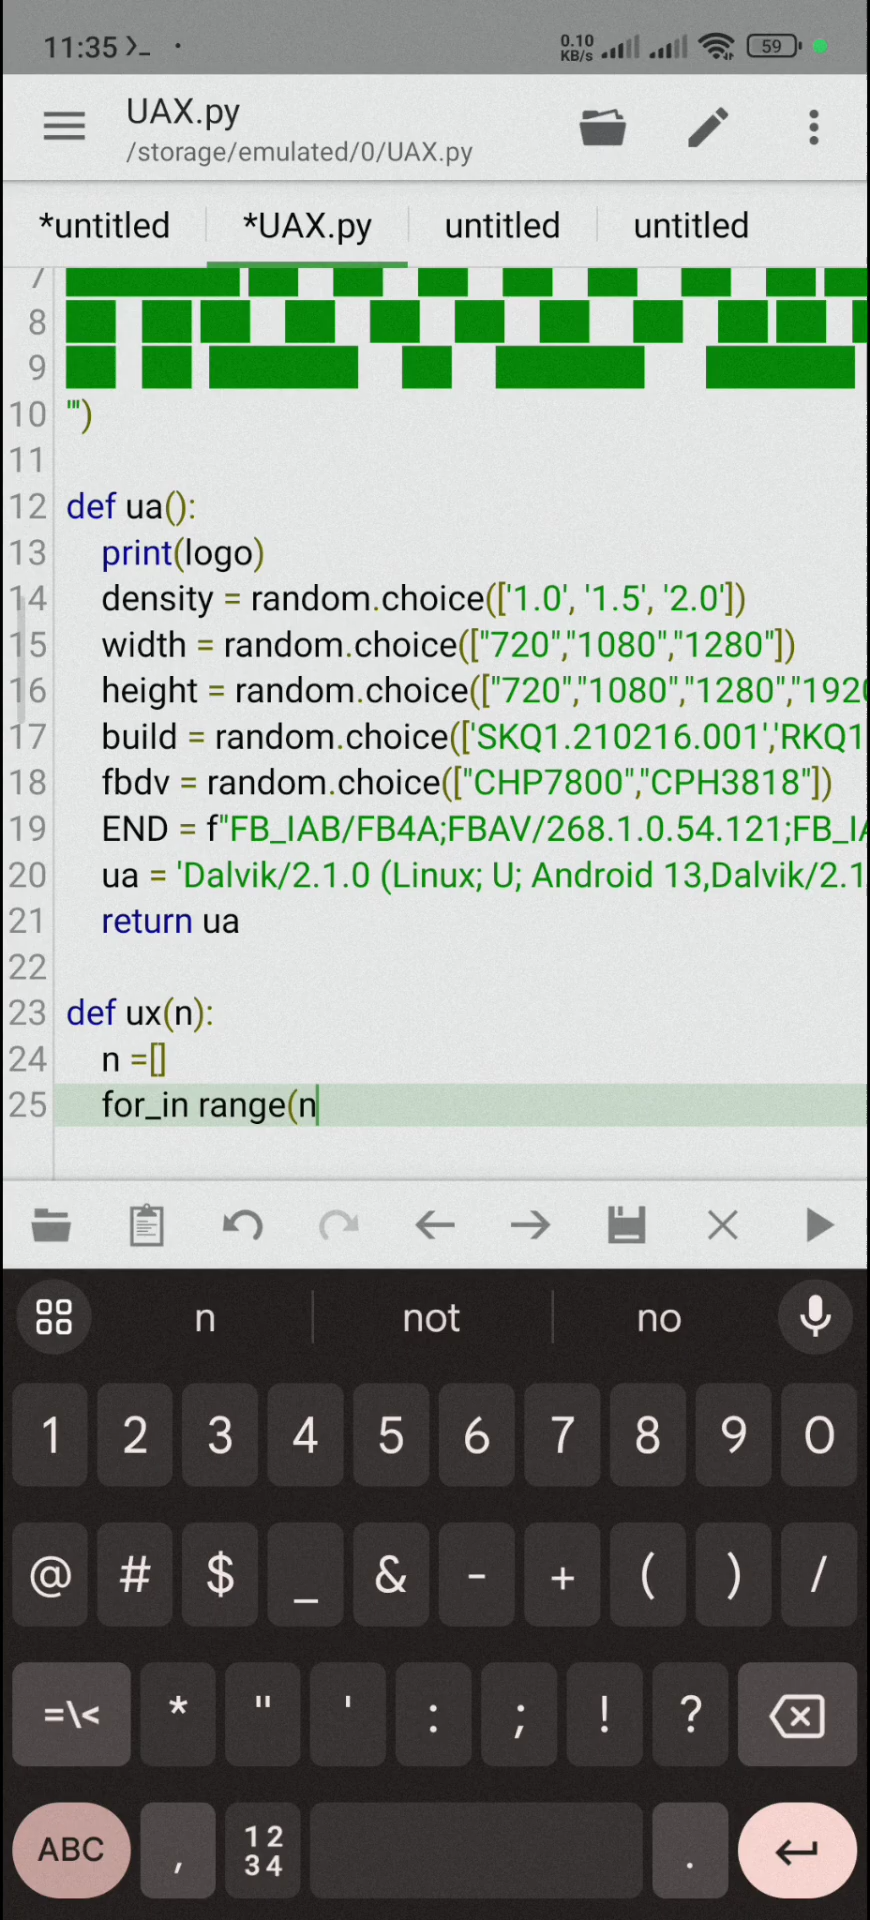 11:35
0.10
KB/s
59
UAX.py
/storage/emulated/0/UAX.py
*untitled *UAX.py untitled untitled
7
8
9
10 ''')
11
12 def ua():
13 print(logo)
14 density = random.choice(['1.0', '1.5', '2.0'])
15 width = random.choice(["720","1080","1280"])
16 height = random.choice(["720","1080","1280","1920
17 build = random.choice(['SKQ1.210216.001','RKQ1
18 fbdv = random.choice(["CHP7800","CPH3818"])
19 END = f"FB_IAB/FB4A;FBAV/268.1.0.54.121;FB_IA
20 ua = 'Dalvik/2.1.0 (Linux; U; Android 13,Dalvik/2.1
21 return ua
22
23 def ux(n):
24 n =[]
25 for_in range(n
n not no
1 2 3 4 5 6 7 8 9 0
@ # $ _ & - + ( ) /
=\< * " ' : ; ! ?
ABC , 12 .
34